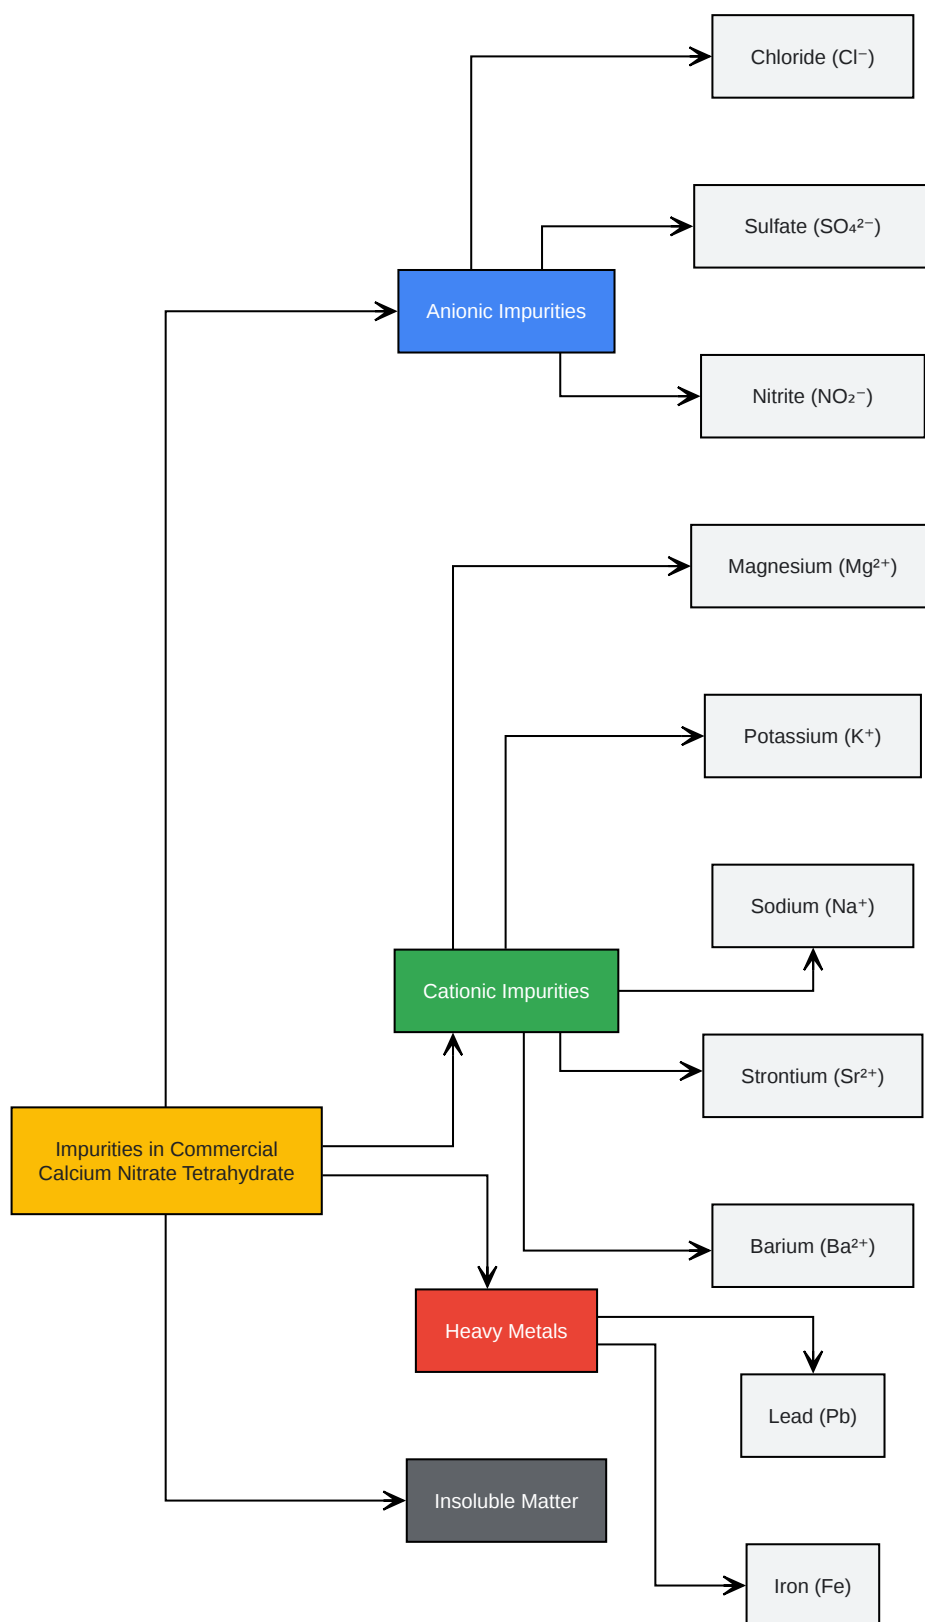 Chloride (Cl⁻)
Sulfate (SO₄²⁻)
Anionic Impurities
Nitrite (NO₂⁻)
Magnesium (Mg²⁺)
Potassium (K⁺)
Sodium (Na⁺)
Cationic Impurities
Strontium (Sr²⁺)
Impurities in Commercial
Calcium Nitrate Tetrahydrate
Barium (Ba²⁺)
Heavy Metals
Lead (Pb)
Insoluble Matter
Iron (Fe)